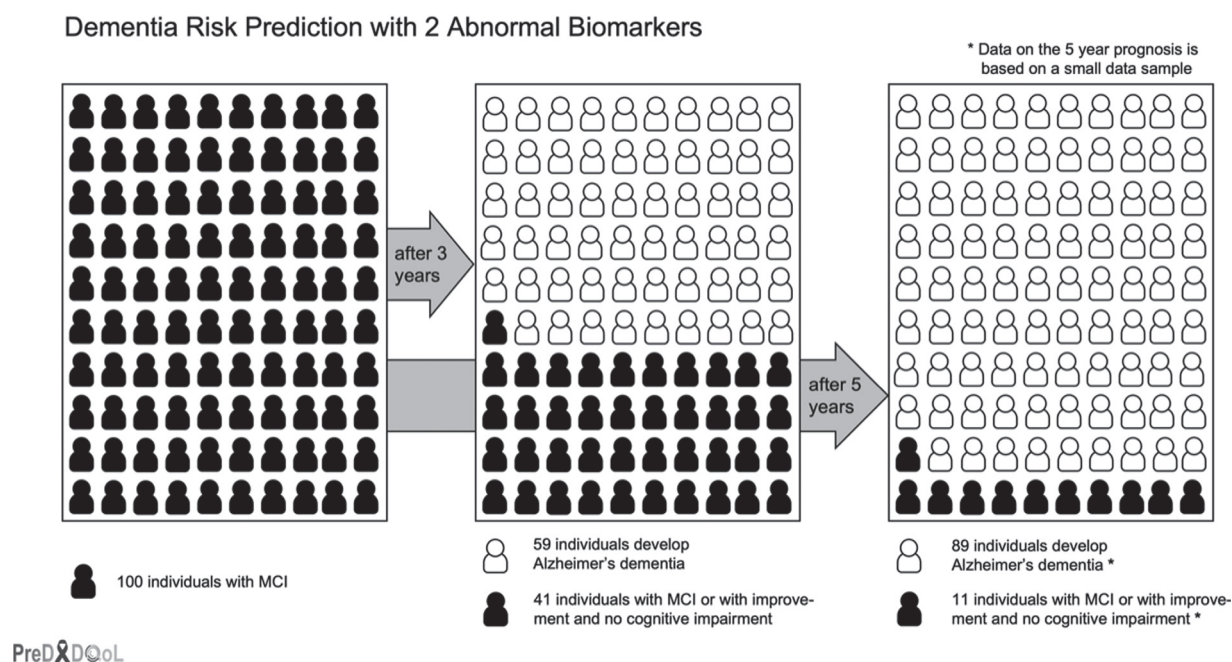 Dementia Risk Prediction with 2 Abnormal Biomarkers
* Data on the 5 year prognosis is
based on a small data sample
after 3
years
after 5
years
100 individuals with MCI
59 individuals develop
Alzheimer's dementia
41 individuals with MCI or with improve-
ment and no cognitive impairment
89 individuals develop
Alzheimer's dementia *
11 individuals with MCI or with improve-
ment and no cognitive impairment *
PreDADQoL